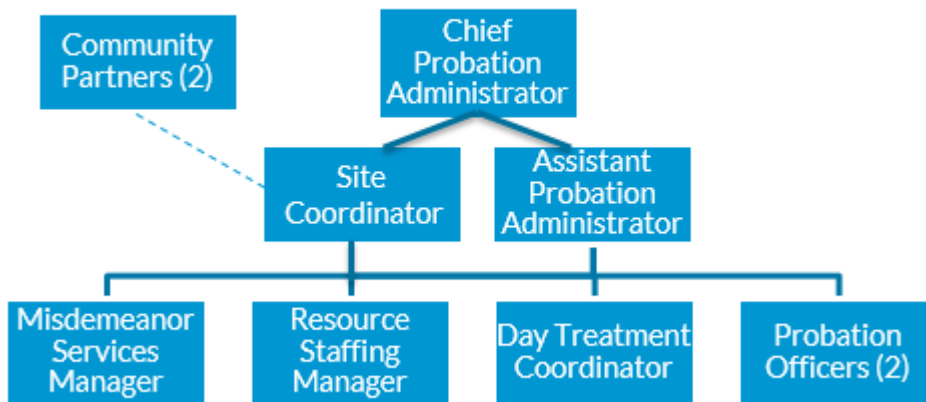 Community
Partners (2)
Chief
Probation
Administrator
Site
Coordinator
Assistant
Probation
Administrator
Misdemeanor
Services
Manager
Resource
Staffing
Manager
Day Treatment
Coordinator
Probation
Officers (2)